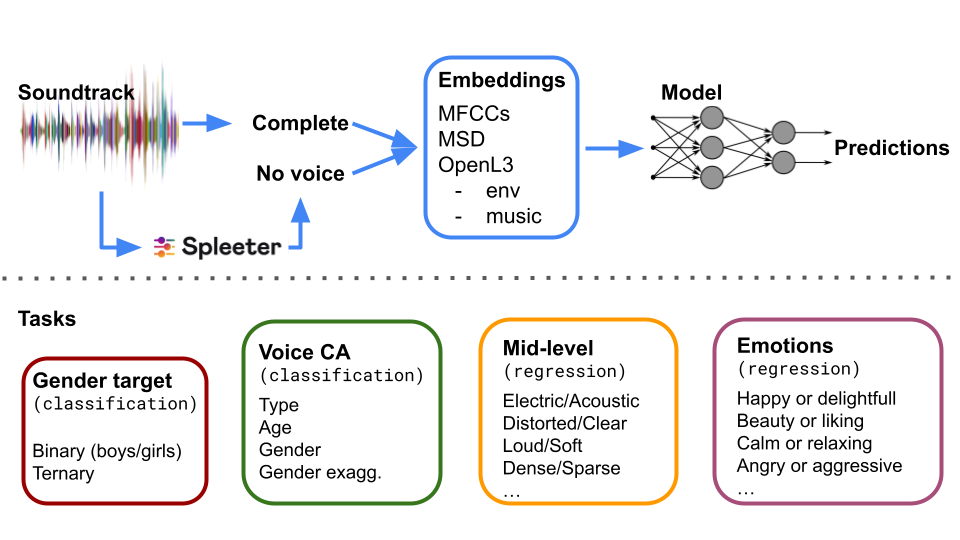 Soundtrack
Complete
No voice
Spleeter
Embeddings
MFCCs
MSD
OpenL3
- env
- music
Model
Predictions
Tasks
Gender target
(classification)
Binary (boys/girls)
Ternary
Voice CA
(classification)
Type
Age
Gender
Gender exagg.
Mid-level
(regression)
Electric/Acoustic
Distorted/Clear
Loud/Soft
Dense/Sparse
...
Emotions
(regression)
Happy or delightfull
Beauty or liking
Calm or relaxing
Angry or aggressive
...